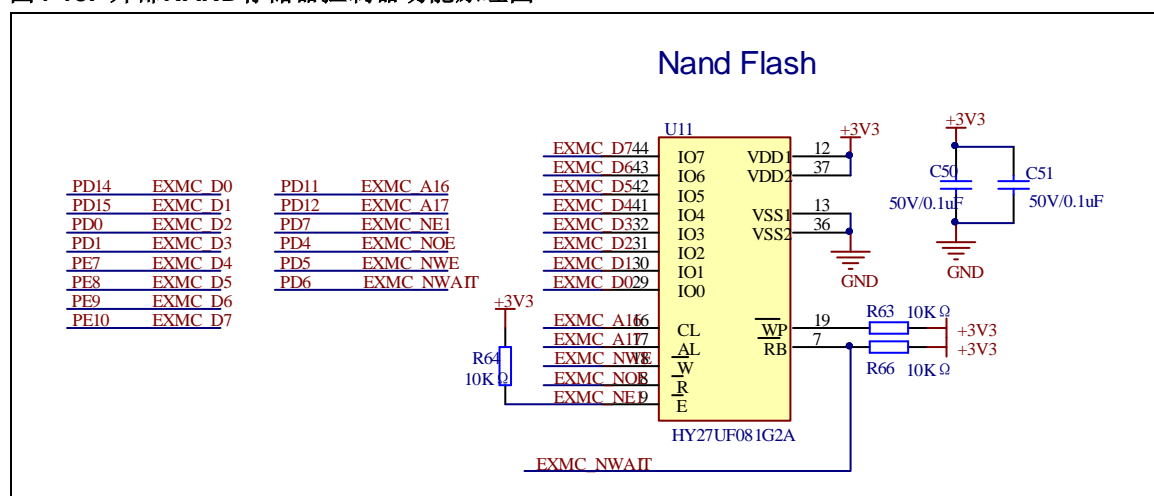 Nand Flash
U11
EXMC_D7 44 IO7 VDD1 12 +3V3
EXMC_D6 43 IO6 VDD2 37
EXMC_D5 42 IO5
EXMC_D4 41 IO4 VSS1 13
EXMC_D3 32 IO3 VSS2 36
EXMC_D2 31 IO2
EXMC_D1 30 IO1 GND
EXMC_D0 29 IO0
+3V3
C50 C51
50V/0.1uF 50V/0.1uF
GND
PD14 EXMC_D0 PD11 EXMC_A16
PD15 EXMC_D1 PD12 EXMC_A17
PD0 EXMC_D2 PD7 EXMC_NE1
PD1 EXMC_D3 PD4 EXMC_NOE
PE7 EXMC_D4 PD5 EXMC_NWE
PE8 EXMC_D5 PD6 EXMC_NWAIT
PE9 EXMC_D6
PE10 EXMC_D7
+3V3
R64
10KΩ
EXMC_A16 16 CL WP 19 R63 10KΩ +3V3
EXMC_A17 17 AL RB 7 R66 10KΩ +3V3
EXMC_NWE 18 W
EXMC_NOE 8 R
EXMC_NE1 9 E
HY27UF081G2A
EXMC_NWAIT